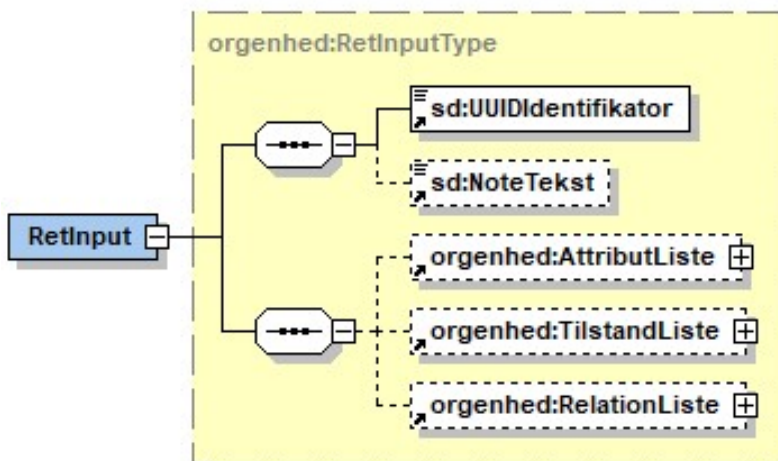 orgenhed:RetInputType
sd:UUIDIdentifikator
sd:NoteTekst
RetInput
orgenhed:AttributListe
orgenhed:TilstandListe
orgenhed:RelationListe